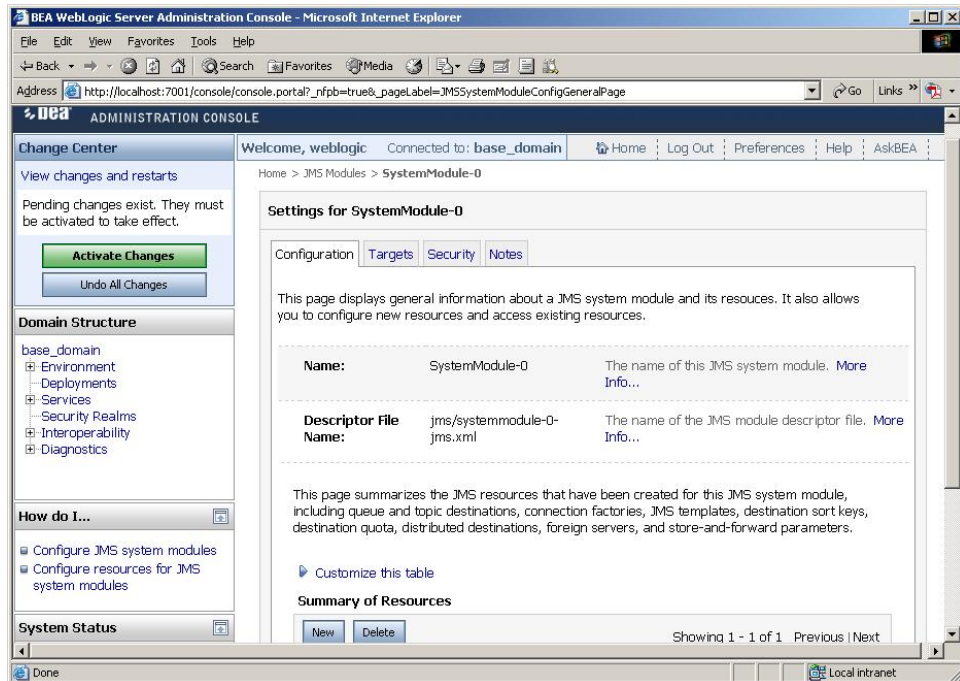 BEA WebLogic Server Administration Console - Microsoft Internet Explorer
File Edit View Favorites Tools Help
Back Search Favorites Media
Address http://localhost:7001/console/console.portal?_nfpb=true&_pageLabel=JMSSystemModuleConfigGeneralPage Go Links »
bea ADMINISTRATION CONSOLE
Change Center
View changes and restarts
Pending changes exist. They must
be activated to take effect.
Activate Changes
Undo All Changes
Domain Structure
base_domain
Environment
Deployments
Services
Security Realms
Interoperability
Diagnostics
How do I...
Configure JMS system modules
Configure resources for JMS
system modules
System Status
Welcome, weblogic Connected to: base_domain Home Log Out Preferences Help AskBEA
Home > JMS Modules > SystemModule-0
Settings for SystemModule-0
Configuration Targets Security Notes
This page displays general information about a JMS system module and its resouces. It also allows
you to configure new resources and access existing resources.
Name: SystemModule-0 The name of this JMS system module. More
Info...
Descriptor File jms/systemmodule-0- The name of the JMS module descriptor file. More
Name: jms.xml Info...
This page summarizes the JMS resources that have been created for this JMS system module,
including queue and topic destinations, connection factories, JMS templates, destination sort keys,
destination quota, distributed destinations, foreign servers, and store-and-forward parameters.
Customize this table
Summary of Resources
New Delete Showing 1 - 1 of 1 Previous | Next
Done Local intranet